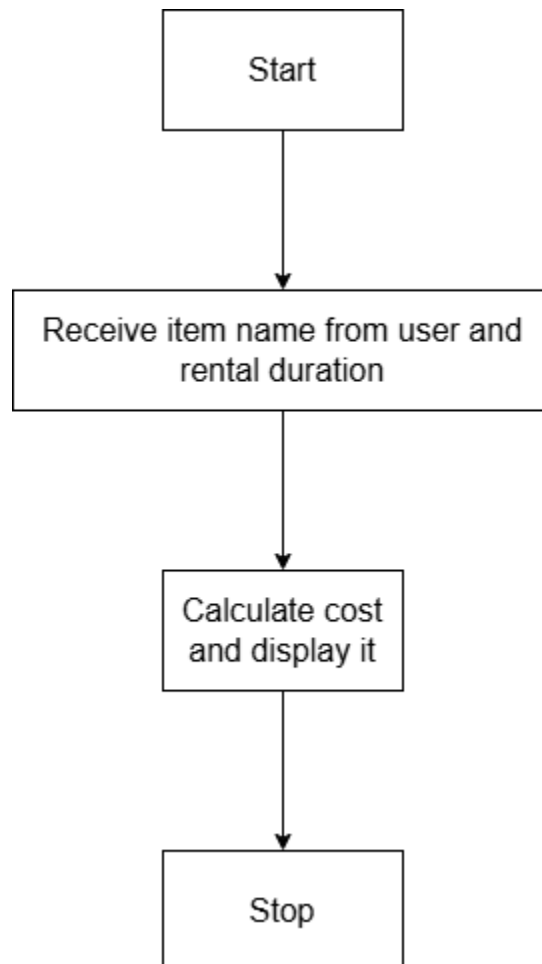 Start
Receive item name from user and
rental duration
Calculate cost
and display it
Stop